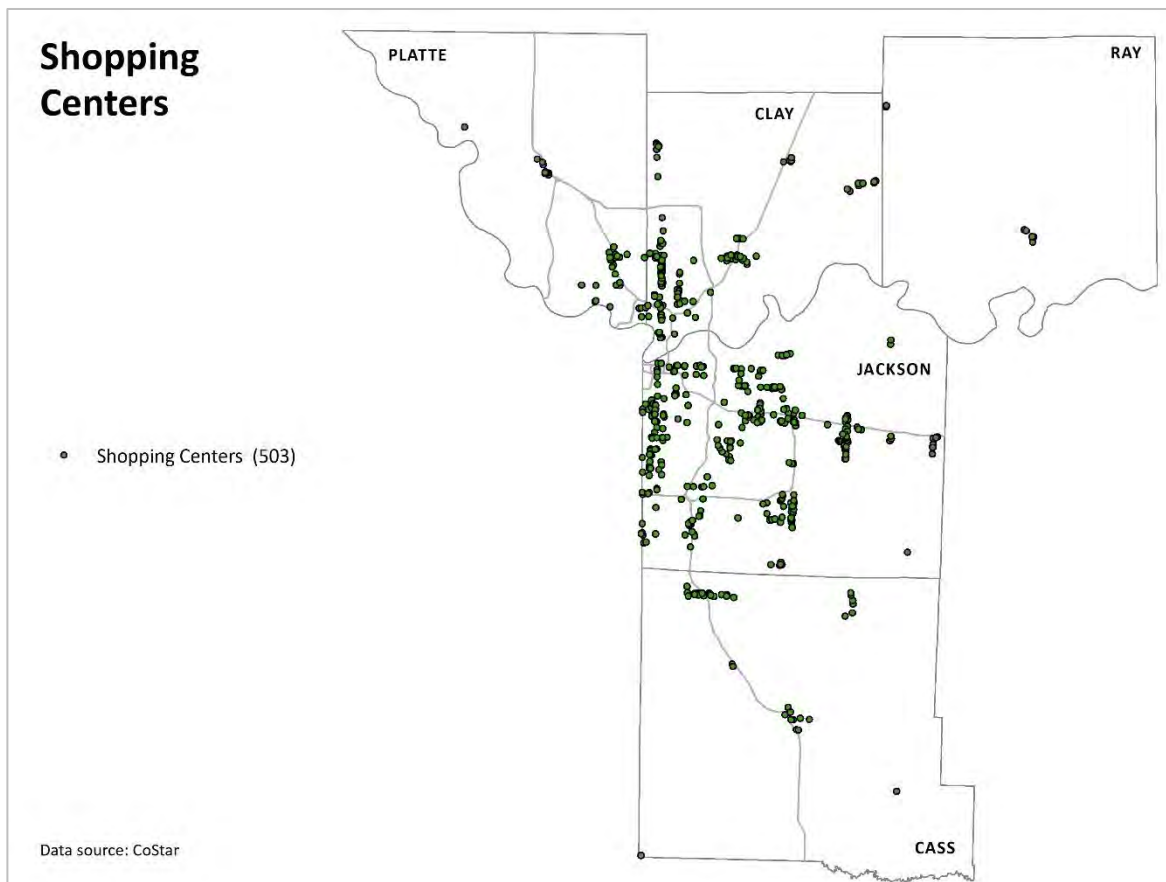 Shopping
Centers
PLATTE
RAY
CLAY
JACKSON
Shopping Centers (503)
CASS
Data source: CoStar